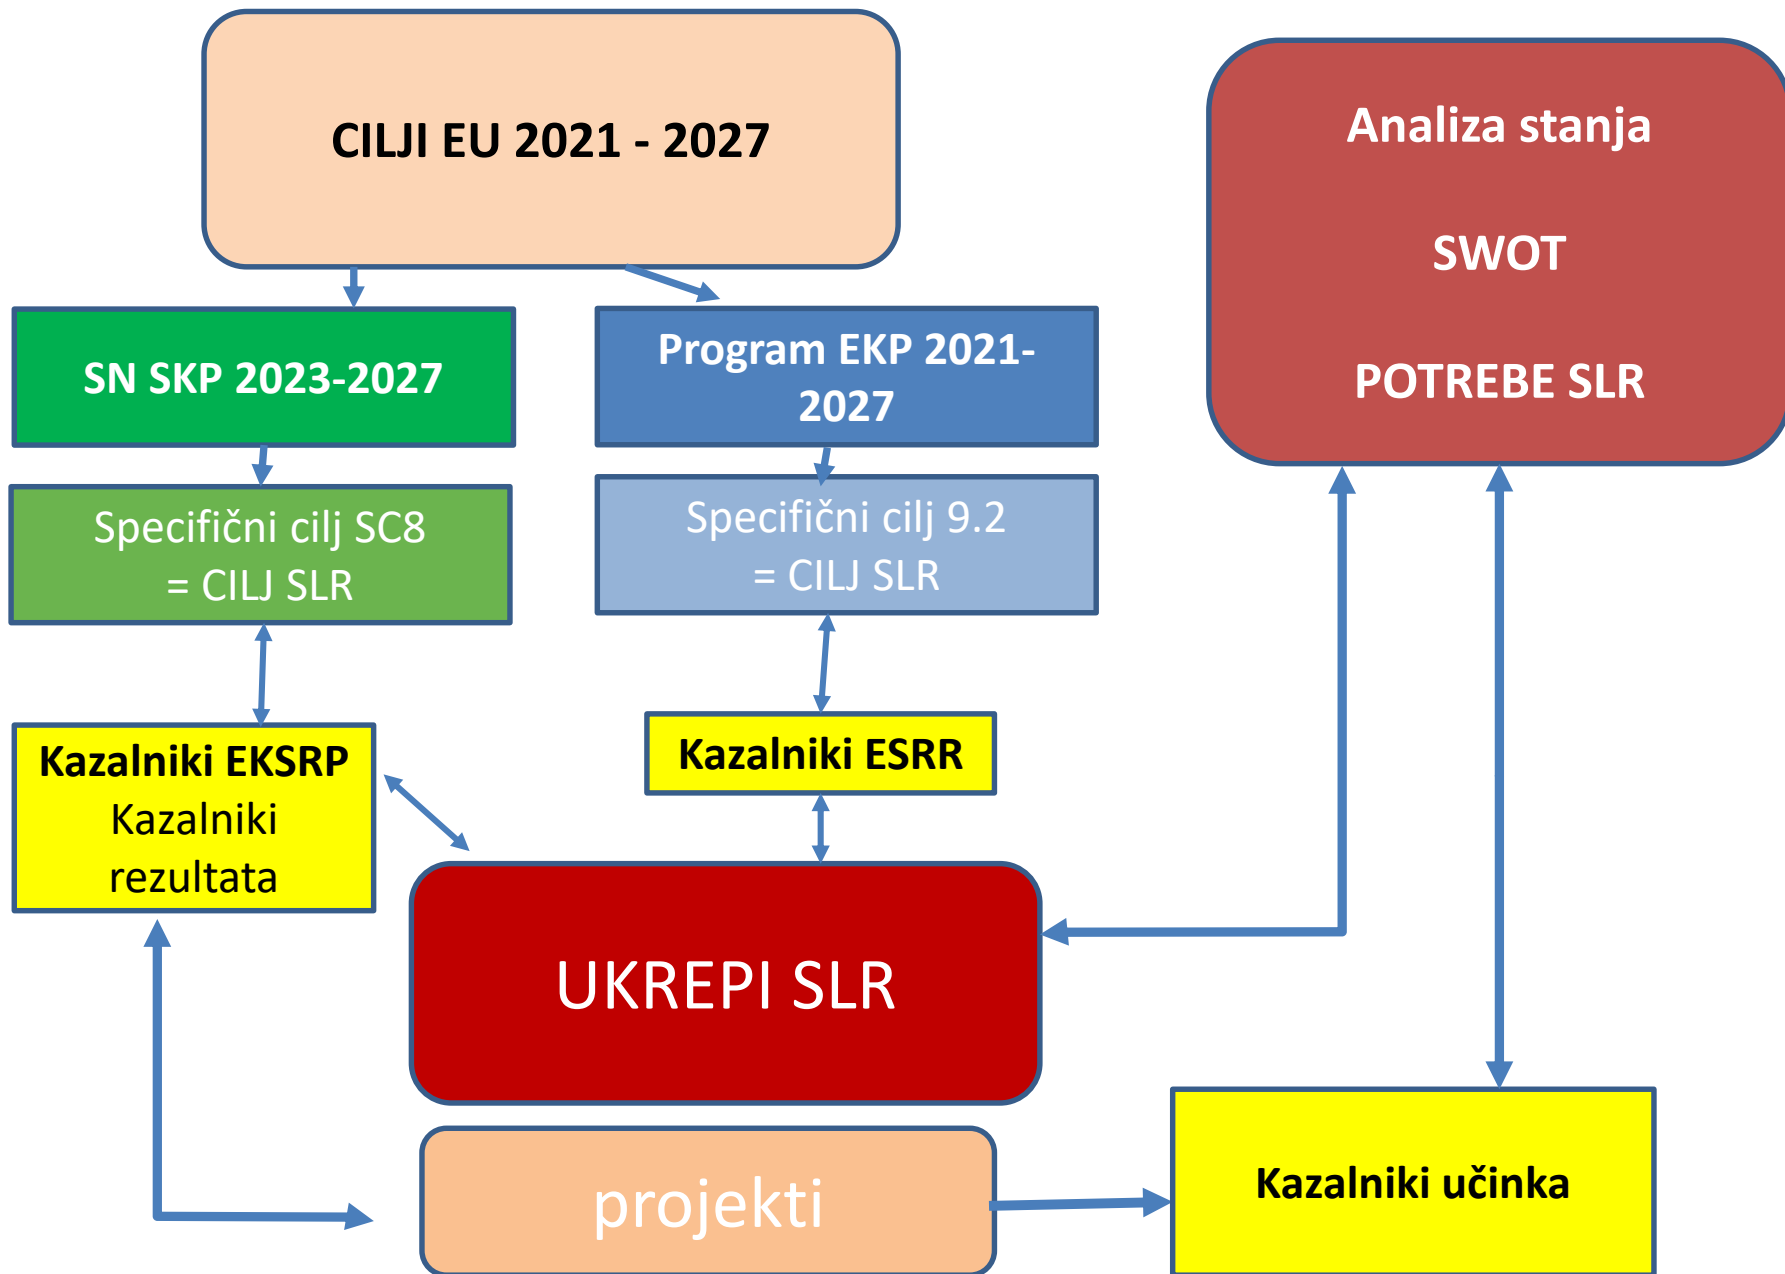 CILJI EU 2021 - 2027
Analiza stanja
SWOT
POTREBE SLR
SN SKP 2023-2027
Program EKP 2021-
2027
Specifični cilj SC8
= CILJ SLR
Specifični cilj 9.2
= CILJ SLR
Kazalniki EKSRP
Kazalniki
rezultata
Kazalniki ESRR
UKREPI SLR
projekti
Kazalniki učinka